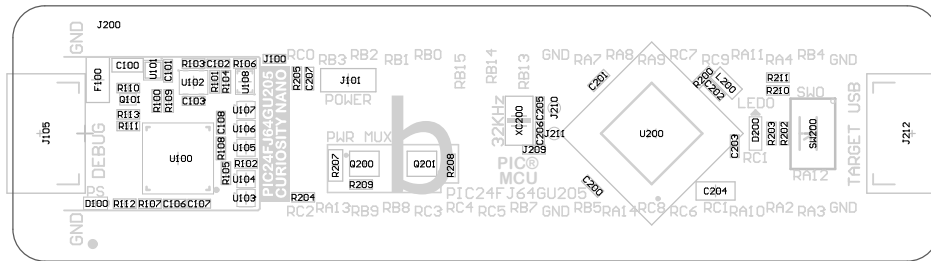 J200
GND
RC0
RB3
RB2
RB1
RB0
RB15
RB14
RB13
GND
RA7
RA8
RA9
RC7
RC9
RA11
RA4
RB4
GND
J100
F100
C100
U101
C101
R103
C102
R106
U102
R101
R104
U108
R205
C207
J101
POWER
C201
R200
L200
C202
R211
R210
R110
Q101
R100
R109
C103
R113
R111
U107
U106
U105
C108
R108
R102
R105
U104
U103
U100
J105
DEBUG
PS
D100
R112
R107
C106
C107
GND
PIC24FJ64GU205
CURIOSITY NANO
R204
PWR MUX
R207
Q200
R209
Q201
R208
b
32KHz
XC200
C205
C206
J210
J211
J209
PIC®
MCU
PIC24FJ64GU205
U200
C200
C203
C204
LED0
D201
RC1
R203
R202
SW0
SW200
RA12
TARGET USB
J212
RC2
RA13
RB9
RB8
RC3
RC4
RC5
RB7
GND
RB5
RA14
RC8
RC6
RC1
RA10
RA2
RA3
GND